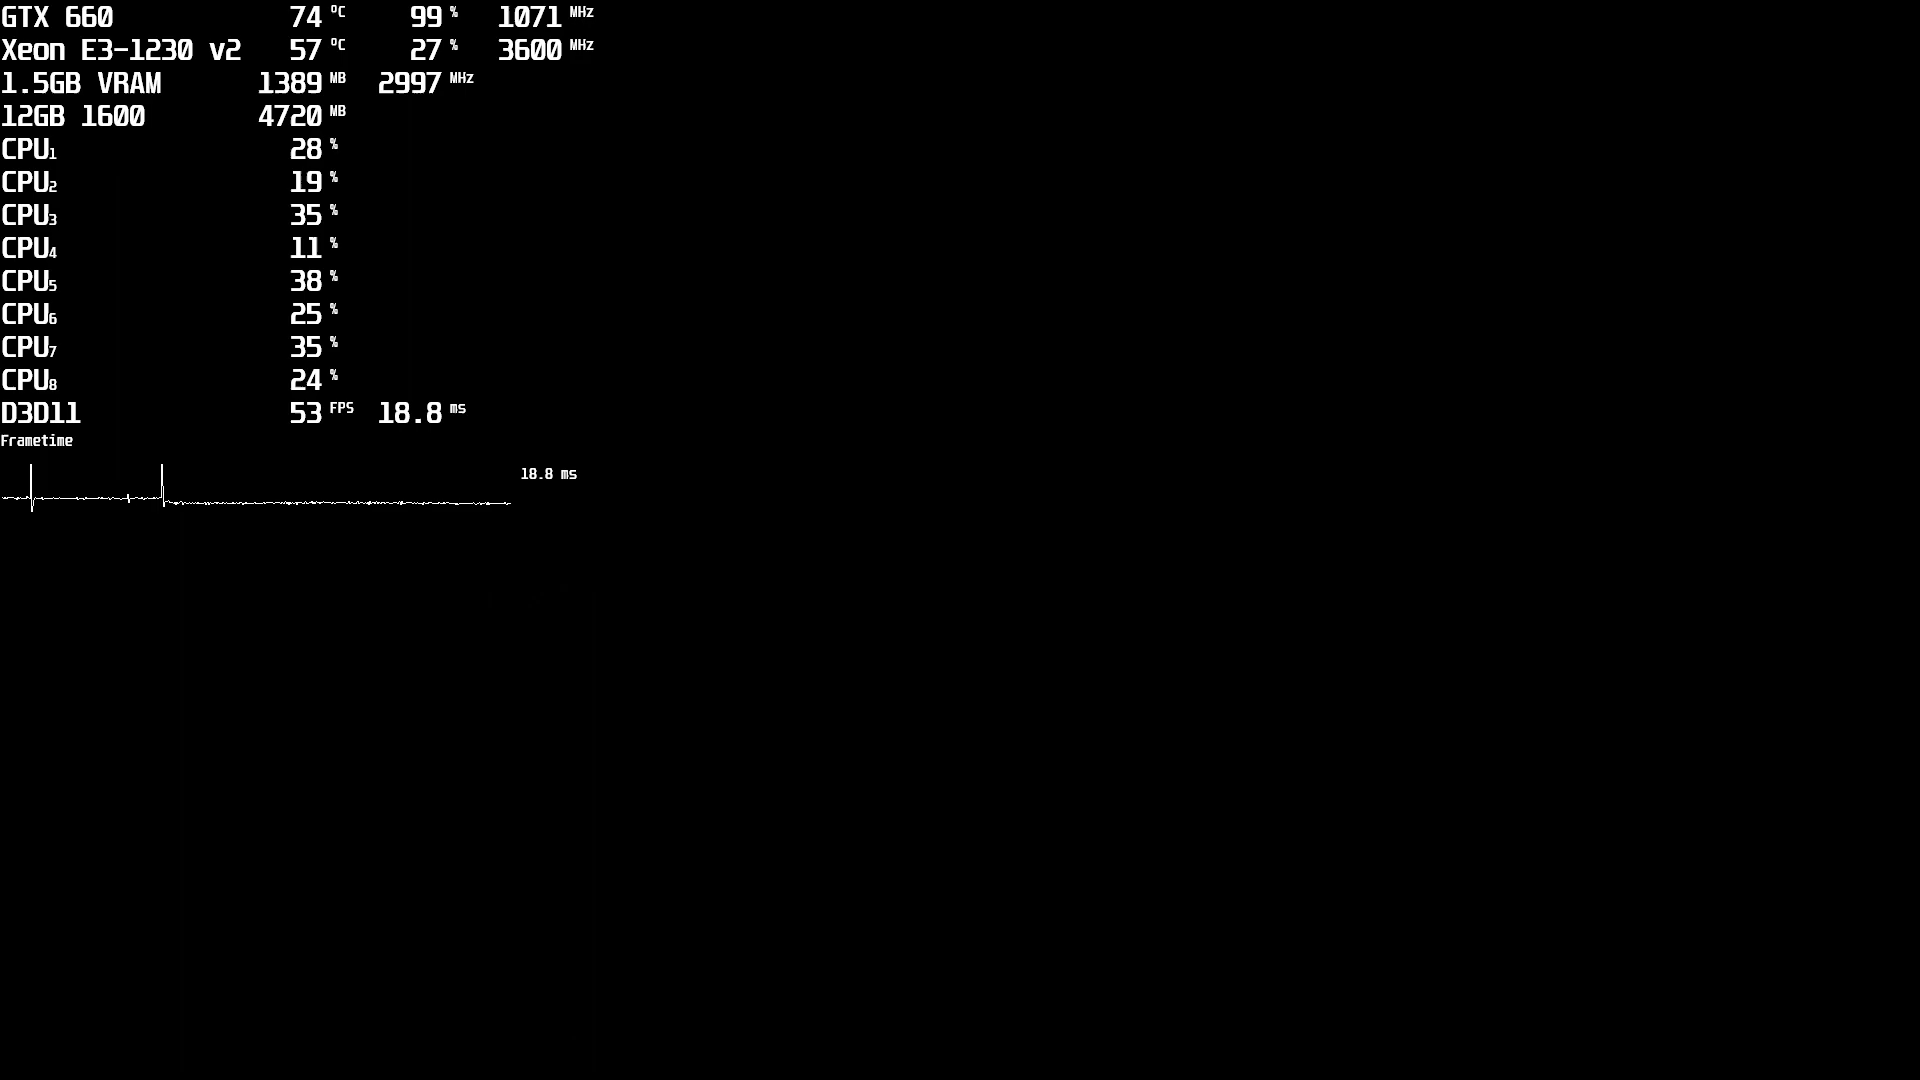 GTX 660 74 °C 99 % 1071 MHz
Xeon E3-1230 v2 57 °C 27 % 3600 MHz
1.5GB VRAM 1389 MB 2997 MHz
12GB 1600 4720 MB
CPU1 28 %
CPU2 19 %
CPU3 35 %
CPU4 11 %
CPU5 38 %
CPU6 25 %
CPU7 35 %
CPU8 24 %
D3D11 53 FPS 18.8 ms
Frametime
18.8 ms